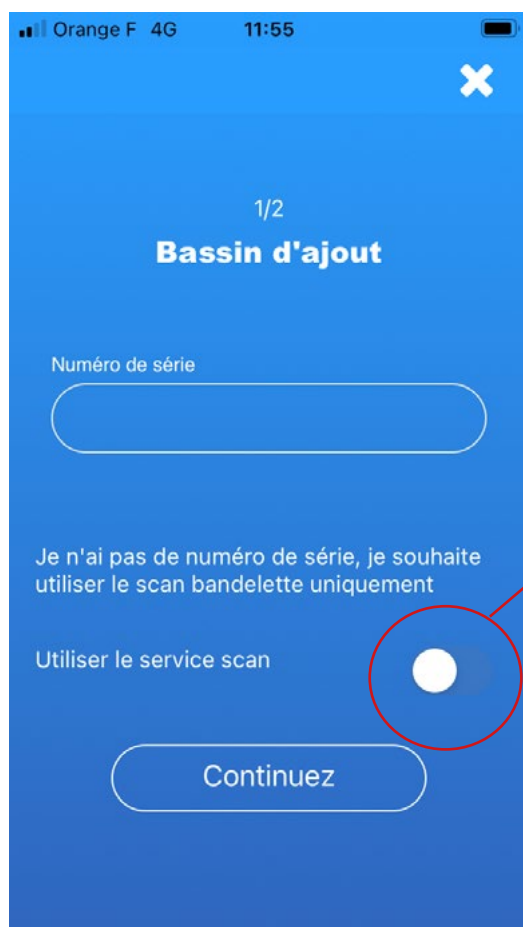 Orange F 4G 11:55
1/2
Bassin d'ajout
Numéro de série
Je n'ai pas de numéro de série, je souhaite
utiliser le scan bandelette uniquement
Utiliser le service scan
Continuez